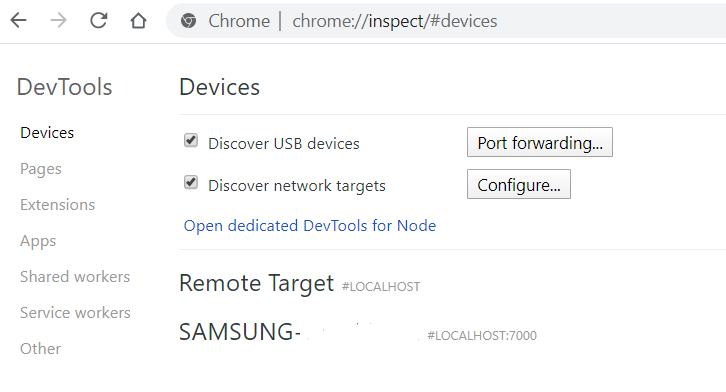 Chrome | chrome://inspect/#devices
DevTools
Devices
Pages
Extensions
Apps
Shared workers
Service workers
Other
Devices
Discover USB devices
Port forwarding...
Discover network targets
Configure...
Open dedicated DevTools for Node
Remote Target #LOCALHOST
SAMSUNG- #LOCALHOST:7000